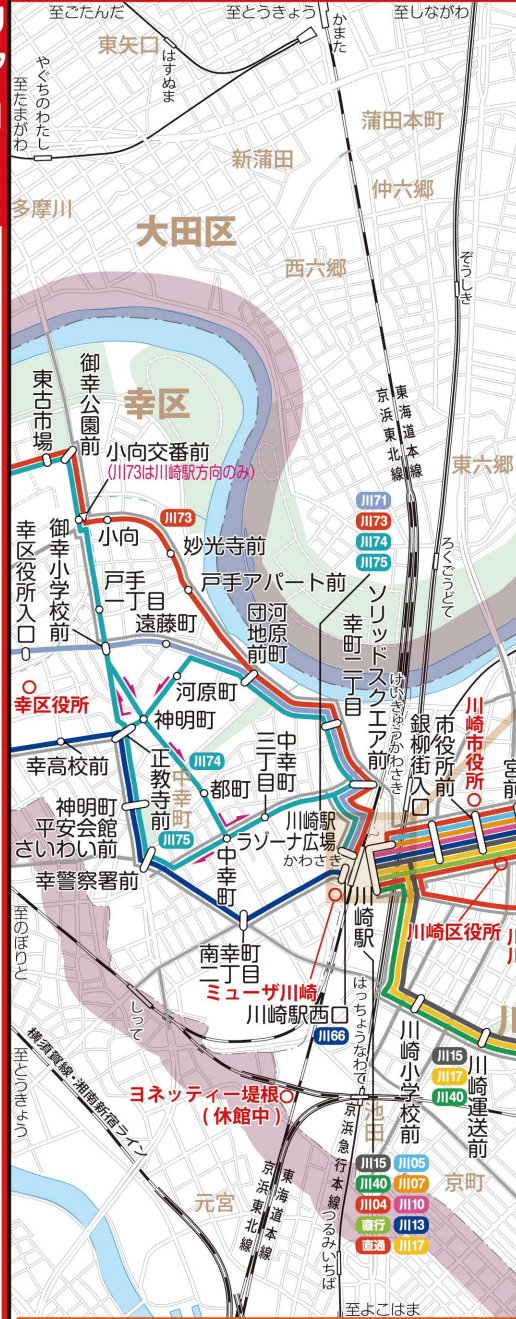 至ごたんだ
至とうきょう
至しながわ
東矢口
はすぬま
かまた
やぐちのわたし
至たまがわ
蒲田本町
新蒲田
仲六郷
多摩川
大田区
西六郷
ぞうしき
東海道本線
京浜東北線
幸区
東六郷
御幸公園前
東古市場
小向交番前
(川73は川崎駅方向のみ)
川73
小向
妙光寺前
川71
川73
川74
川75
ろくごうどて
幸区役所入口
御幸小学校前
戸手
一丁目
戸手アパート前
遠藤町
河原町
団地前
ソリッドスクエア前
幸町二丁目
けいきゅうかわさき
銀柳街入口
市役所前
川崎市役所
宮前
幸区役所
河原町
神明町
幸高校前
正教寺前
中幸町
川74
都町
中幸町
三丁目
川崎駅
ラゾーナ広場
かわさき
神明町
平安会館
さいわい前
川75
幸警察署前
中幸町
川崎駅
川崎区役所
南幸町
二丁目
ミューザ川崎
川崎駅西口
川66
至のぼりと
しって
はっちょうなわて
川崎小学校前
川15
川17
川40
川崎運送前
横須賀線・湘南新宿ライン
至とうきょう
ヨネッティー堤根
(休館中)
池田
京町
京浜急行本線
東海道本線
京浜東北線
元宮
つるみいちば
川15
川05
川40
川07
川04
川10
直行
川13
直通
川17
至よこはま